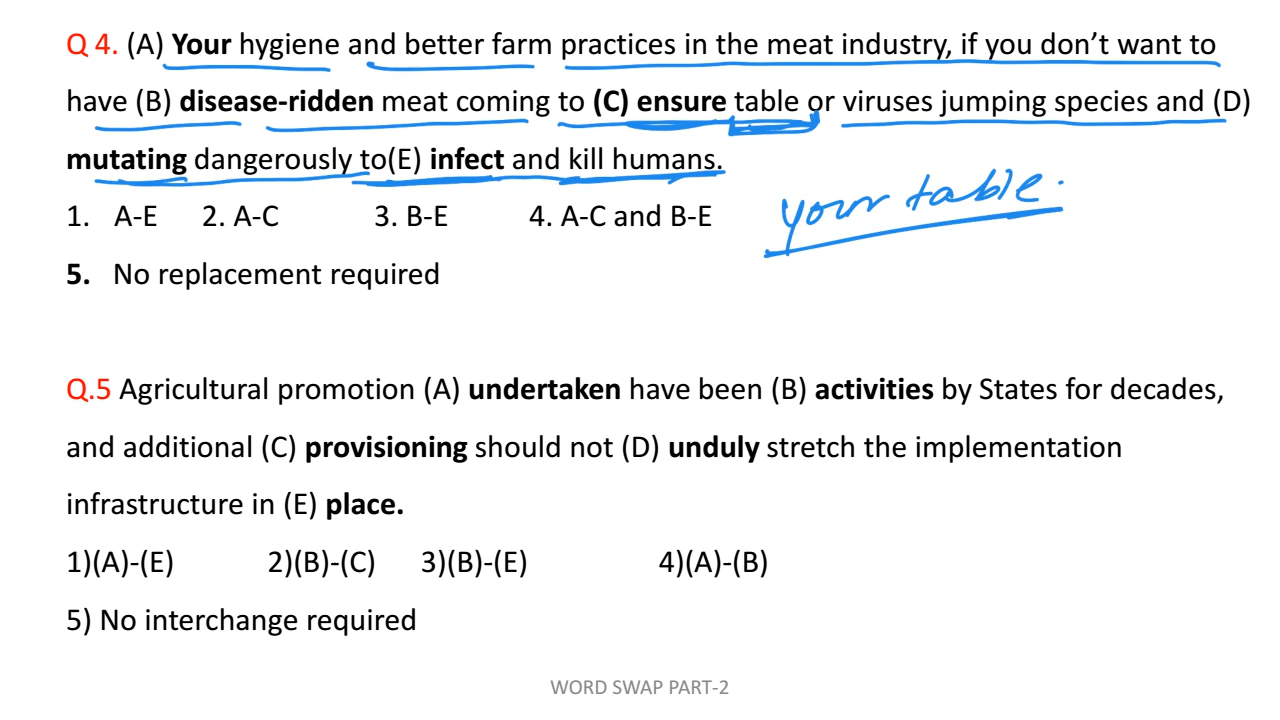 Q 4. (A) Your hygiene and better farm practices in the meat industry, if you don’t want to
have (B) disease-ridden meat coming to (C) ensure table or viruses jumping species and (D)
mutating dangerously to(E) infect and kill humans.
1. A-E 2. A-C 3. B-E 4. A-C and B-E
your table.
5. No replacement required
Q.5 Agricultural promotion (A) undertaken have been (B) activities by States for decades,
and additional (C) provisioning should not (D) unduly stretch the implementation
infrastructure in (E) place.
1)(A)-(E) 2)(B)-(C) 3)(B)-(E) 4)(A)-(B)
5) No interchange required
WORD SWAP PART-2